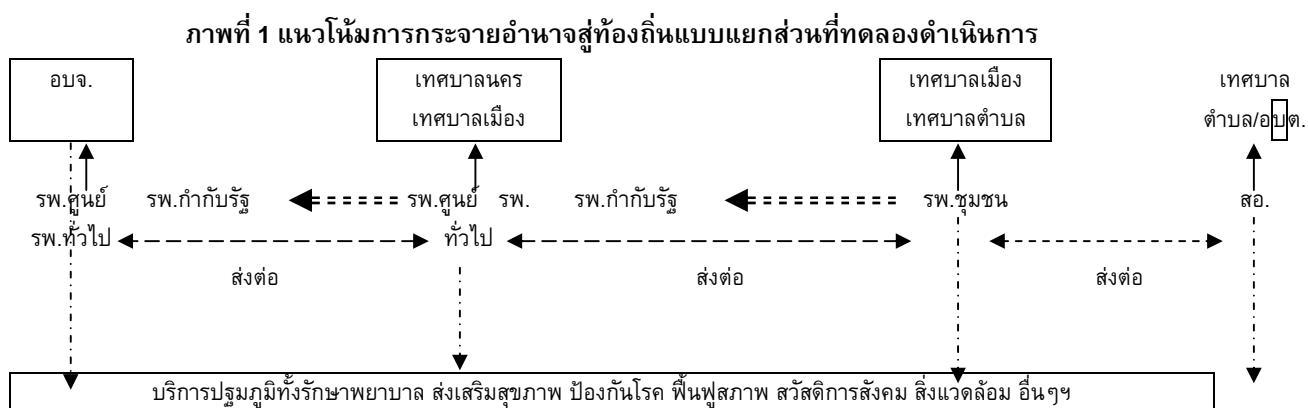 ภาพที่ 1 แนวโน้มการกระจายอำนาจสู่ท้องถิ่นแบบแยกส่วนที่ทดลองดำเนินการ
อบจ. เทศบาลนคร เทศบาลเมือง เทศบาล
เทศบาลเมือง เทศบาลตำบล ตำบล/อบต.
รพ.ศูนย์ รพ.กำกับรัฐ รพ.ศูนย์ รพ. รพ.กำกับรัฐ รพ.ชุมชน สอ.
รพ.ทั่วไป ทั่วไป
ส่งต่อ ส่งต่อ ส่งต่อ
บริการปฐมภูมิทั้งรักษาพยาบาล ส่งเสริมสุขภาพ ป้องกันโรค ฟื้นฟูสภาพ สวัสดิการสังคม สิ่งแวดล้อม อื่นๆฯ